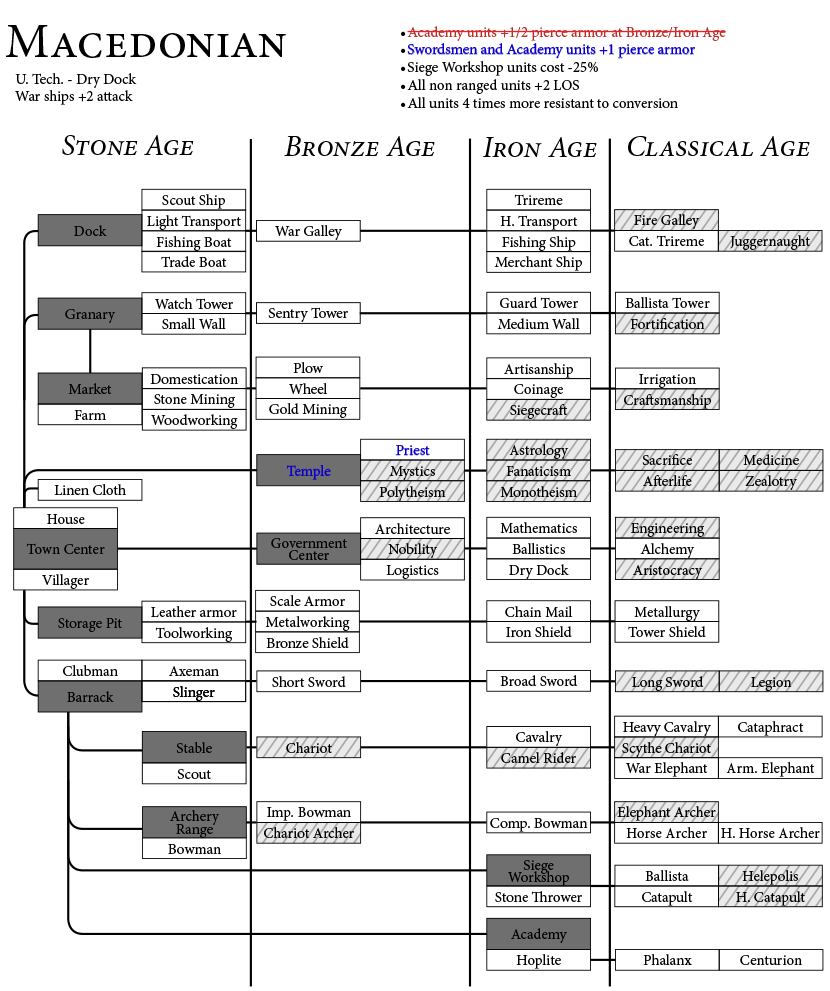 MACEDONIAN
U. Tech. - Dry Dock
War ships +2 attack
•Academy units +1/2 pierce armor at Bronze/Iron Age
•Swordsmen and Academy units +1 pierce armor
•Siege Workshop units cost -25%
•All non ranged units +2 LOS
•All units 4 times more resistant to conversion
STONE AGE
BRONZE AGE
IRON AGE
CLASSICAL AGE
Dock
Scout Ship
Light Transport
Fishing Boat
Trade Boat
War Galley
Trireme
H. Transport
Fishing Ship
Merchant Ship
Fire Galley
Cat. Trireme
Juggernaught
Granary
Watch Tower
Small Wall
Sentry Tower
Guard Tower
Medium Wall
Ballista Tower
Fortification
Market
Farm
Domestication
Stone Mining
Woodworking
Plow
Wheel
Gold Mining
Artisanship
Coinage
Siegecraft
Irrigation
Craftsmanship
Temple
Priest
Mystics
Polytheism
Astrology
Fanaticism
Monotheism
Sacrifice
Medicine
Afterlife
Zealotry
Linen Cloth
House
Town Center
Villager
Government
Center
Architecture
Nobility
Logistics
Mathematics
Ballistics
Dry Dock
Engineering
Alchemy
Aristocracy
Storage Pit
Leather armor
Toolworking
Scale Armor
Metalworking
Bronze Shield
Chain Mail
Iron Shield
Metallurgy
Tower Shield
Clubman
Barrack
Axeman
Slinger
Short Sword
Broad Sword
Long Sword
Legion
Stable
Scout
Chariot
Cavalry
Camel Rider
Heavy Cavalry
Cataphract
Scythe Chariot
War Elephant
Arm. Elephant
Archery
Range
Bowman
Imp. Bowman
Chariot Archer
Comp. Bowman
Elephant Archer
Horse Archer
H. Horse Archer
Siege
Workshop
Stone Thrower
Ballista
Helepolis
Catapult
H. Catapult
Academy
Hoplite
Phalanx
Centurion